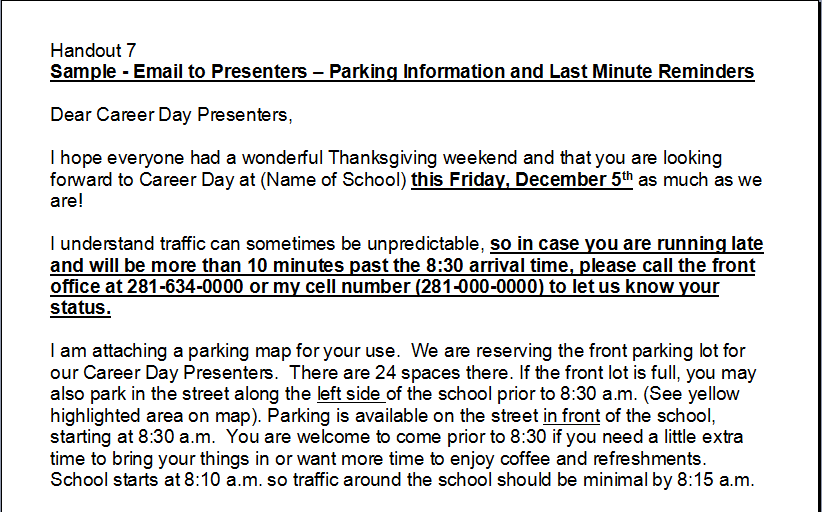 Handout 7
Sample - Email to Presenters – Parking Information and Last Minute Reminders
Dear Career Day Presenters,
I hope everyone had a wonderful Thanksgiving weekend and that you are looking
forward to Career Day at (Name of School) this Friday, December 5th as much as we
are!
I understand traffic can sometimes be unpredictable, so in case you are running late
and will be more than 10 minutes past the 8:30 arrival time, please call the front
office at 281-634-0000 or my cell number (281-000-0000) to let us know your
status.
I am attaching a parking map for your use.  We are reserving the front parking lot for
our Career Day Presenters.  There are 24 spaces there. If the front lot is full, you may
also park in the street along the left side of the school prior to 8:30 a.m. (See yellow
highlighted area on map). Parking is available on the street in front of the school,
starting at 8:30 a.m.  You are welcome to come prior to 8:30 if you need a little extra
time to bring your things in or want more time to enjoy coffee and refreshments.
School starts at 8:10 a.m. so traffic around the school should be minimal by 8:15 a.m.